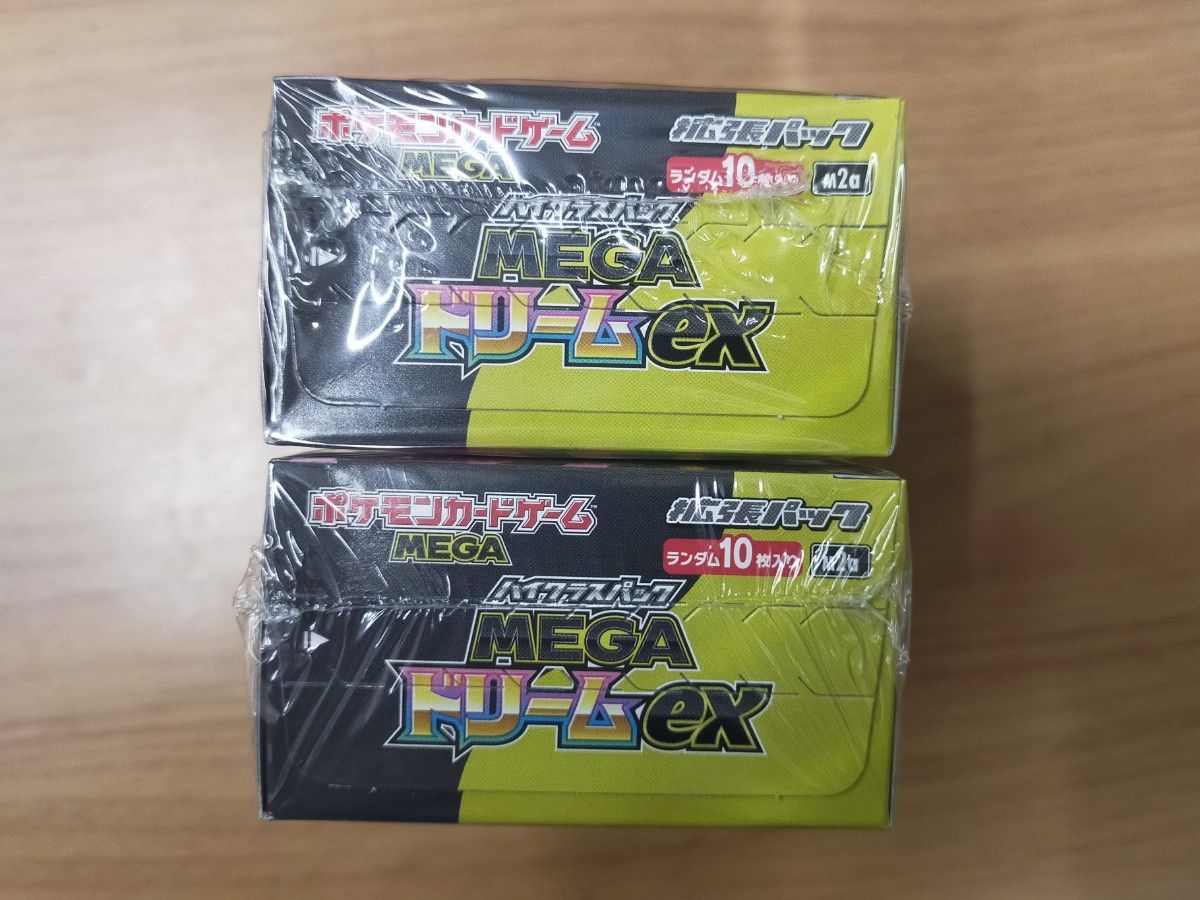 ポケモンカードゲーム
MEGA
拡張パック
ランダム10枚入り
M2a
ハイクラスパック
MEGA
ドリームex
ポケモンカードゲーム
MEGA
拡張パック
ランダム10枚入り
M2a
ハイクラスパック
MEGA
ドリームex